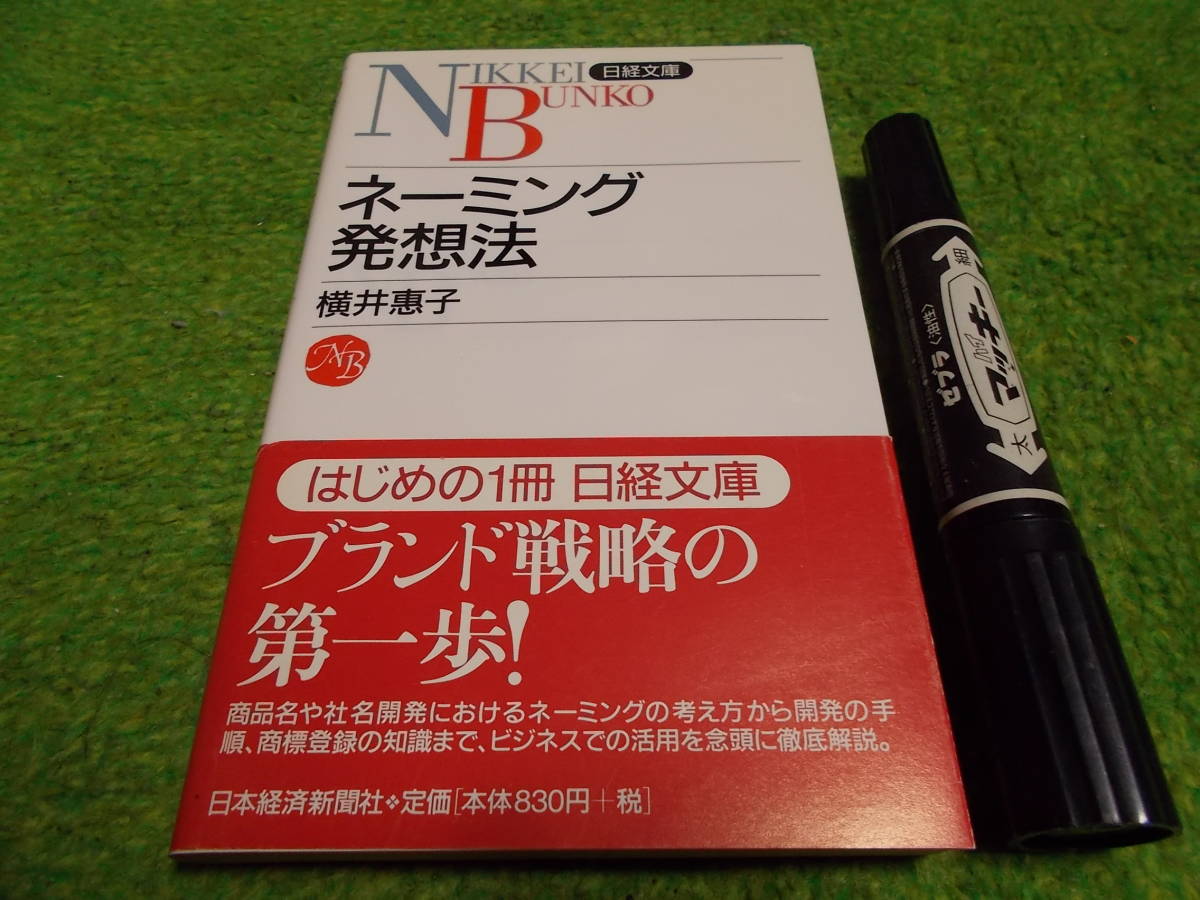 NIKKEI 日経文庫
BUNKO
ネーミング
発想法
横井惠子
NB
はじめの1冊 日経文庫
ブランド戦略の
第一歩!
商品名や社名開発におけるネーミングの考え方から開発の手
順、商標登録の知識まで、ビジネスでの活用を念頭に徹底解説。
日本経済新聞社❖定価[本体830円+税]
細
マッキー
ゼブラ〈油性〉
太